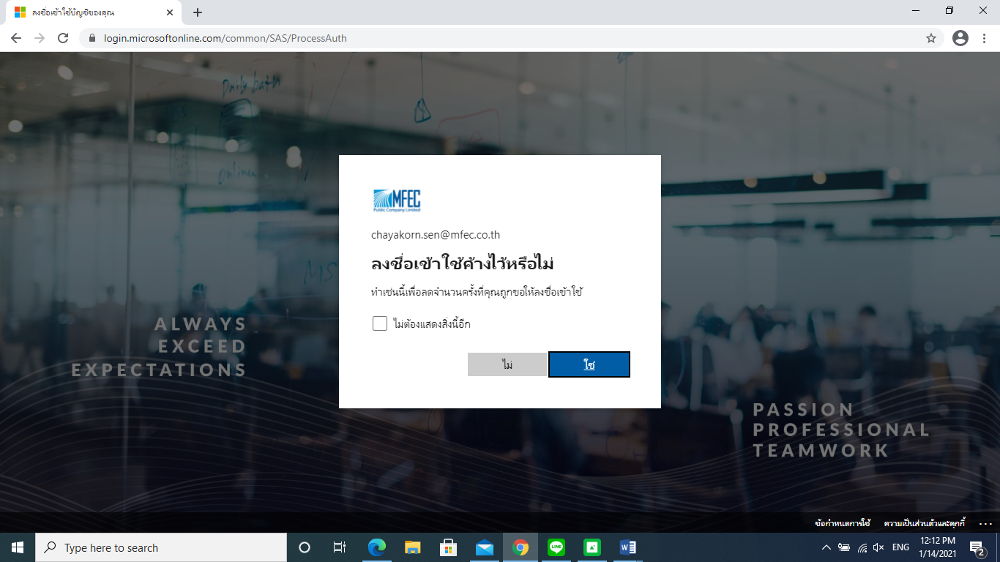 ลงชื่อเข้าใช้บัญชีของคุณ
login.microsoftonline.com/common/SAS/ProcessAuth
Daily bath
Online
MFEC
Public Company Limited
chayakorn.sen@mfec.co.th
ลงชื่อเข้าใช้ค้างไว้หรือไม่
ทำเช่นนี้เพื่อลดจำนวนครั้งที่คุณถูกขอให้ลงชื่อเข้าใช้
ไม่ต้องแสดงสิ่งนี้อีก
ไม่
ใช่
MS
ALWAYS
EXCEED
EXPECTATIONS
PASSION
PROFESSIONAL
TEAMWORK
ข้อกำหนดการใช้
ความเป็นส่วนตัวและคุกกี้
Type here to search
LINE
ENG
12:12 PM
1/14/2021
2